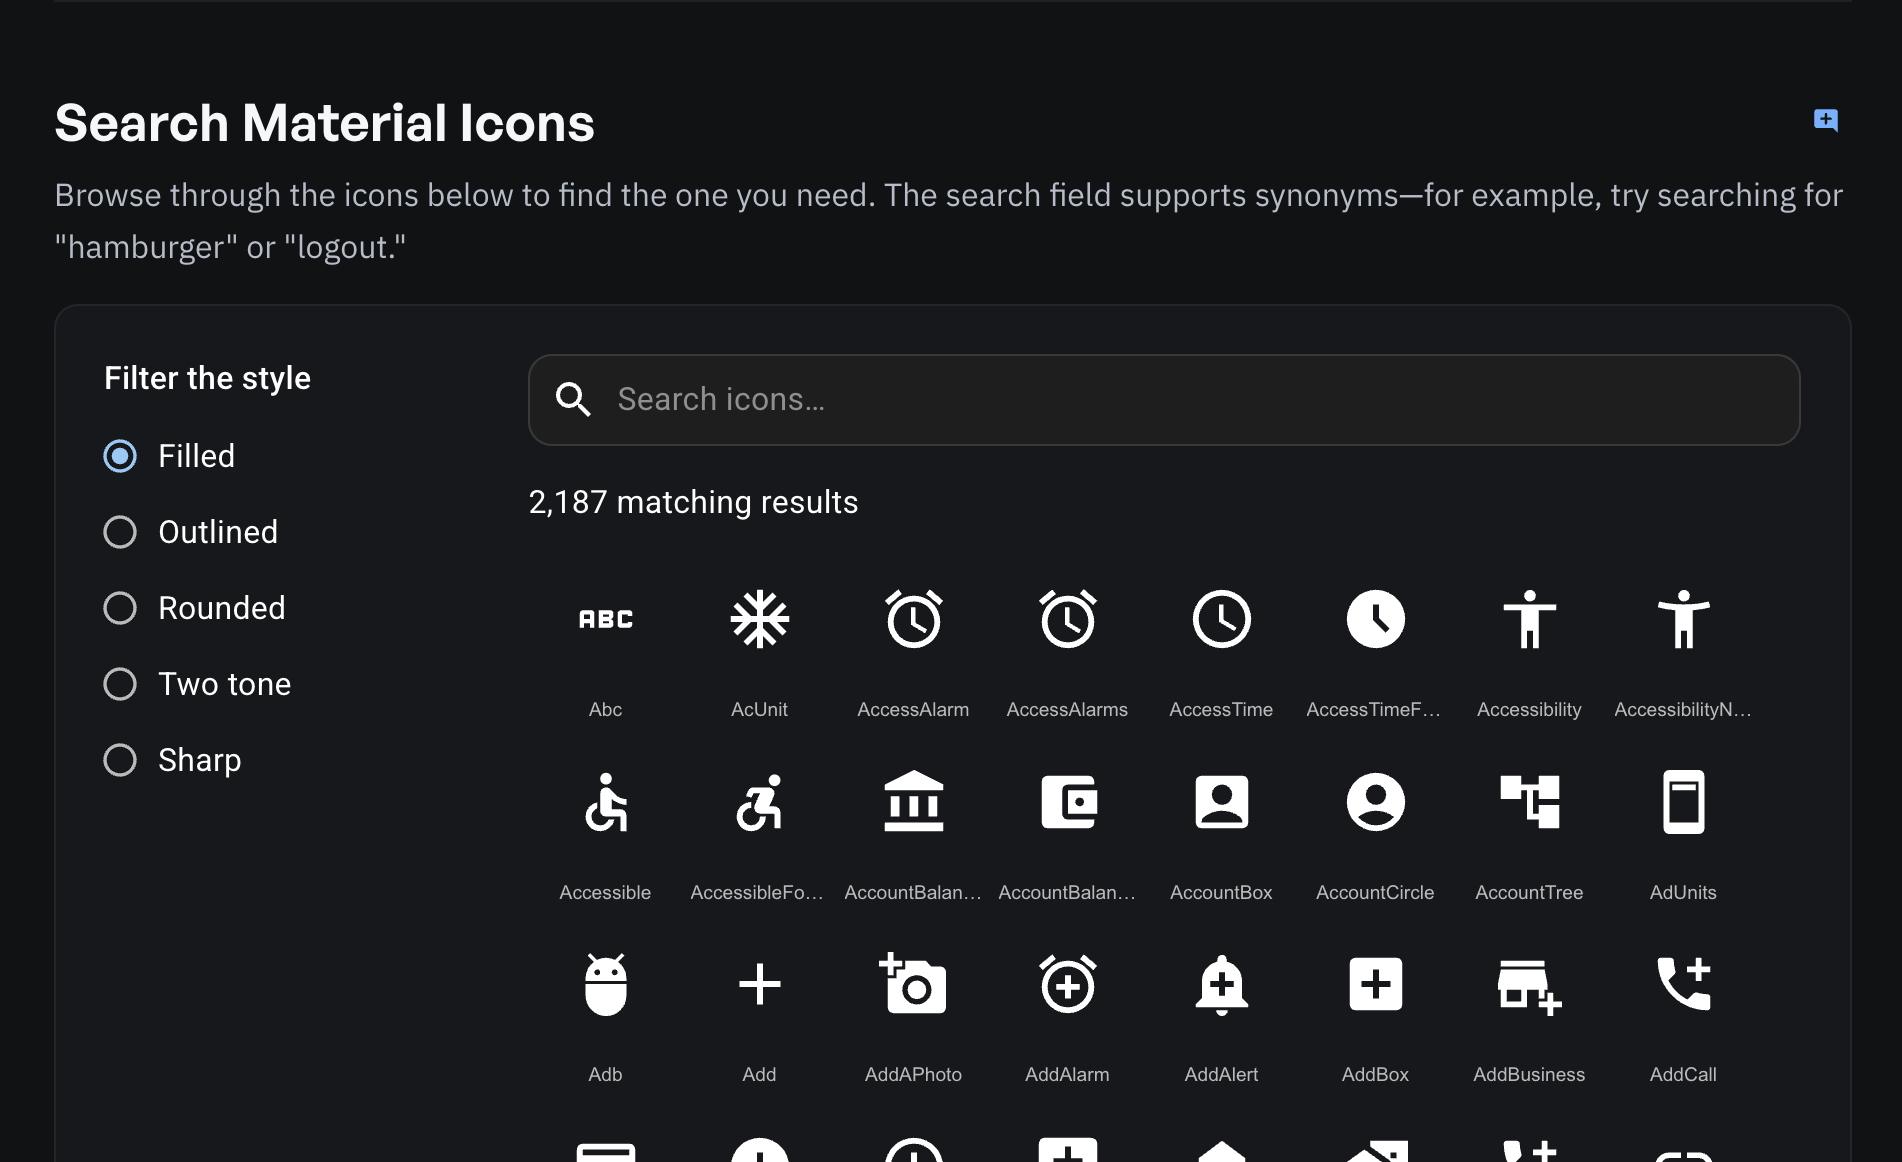 Search Material Icons
Browse through the icons below to find the one you need. The search field supports synonyms—for example, try searching for
"hamburger" or "logout."
Filter the style
Filled
Outlined
Rounded
Two tone
Sharp
Search icons…
2,187 matching results
ABC
Abc AcUnit AccessAlarm AccessAlarms AccessTime AccessTimeF… Accessibility AccessibilityN…
Accessible AccessibleFo… AccountBalan… AccountBalan… AccountBox AccountCircle AccountTree AdUnits
Adb Add AddAPhoto AddAlarm AddAlert AddBox AddBusiness AddCall